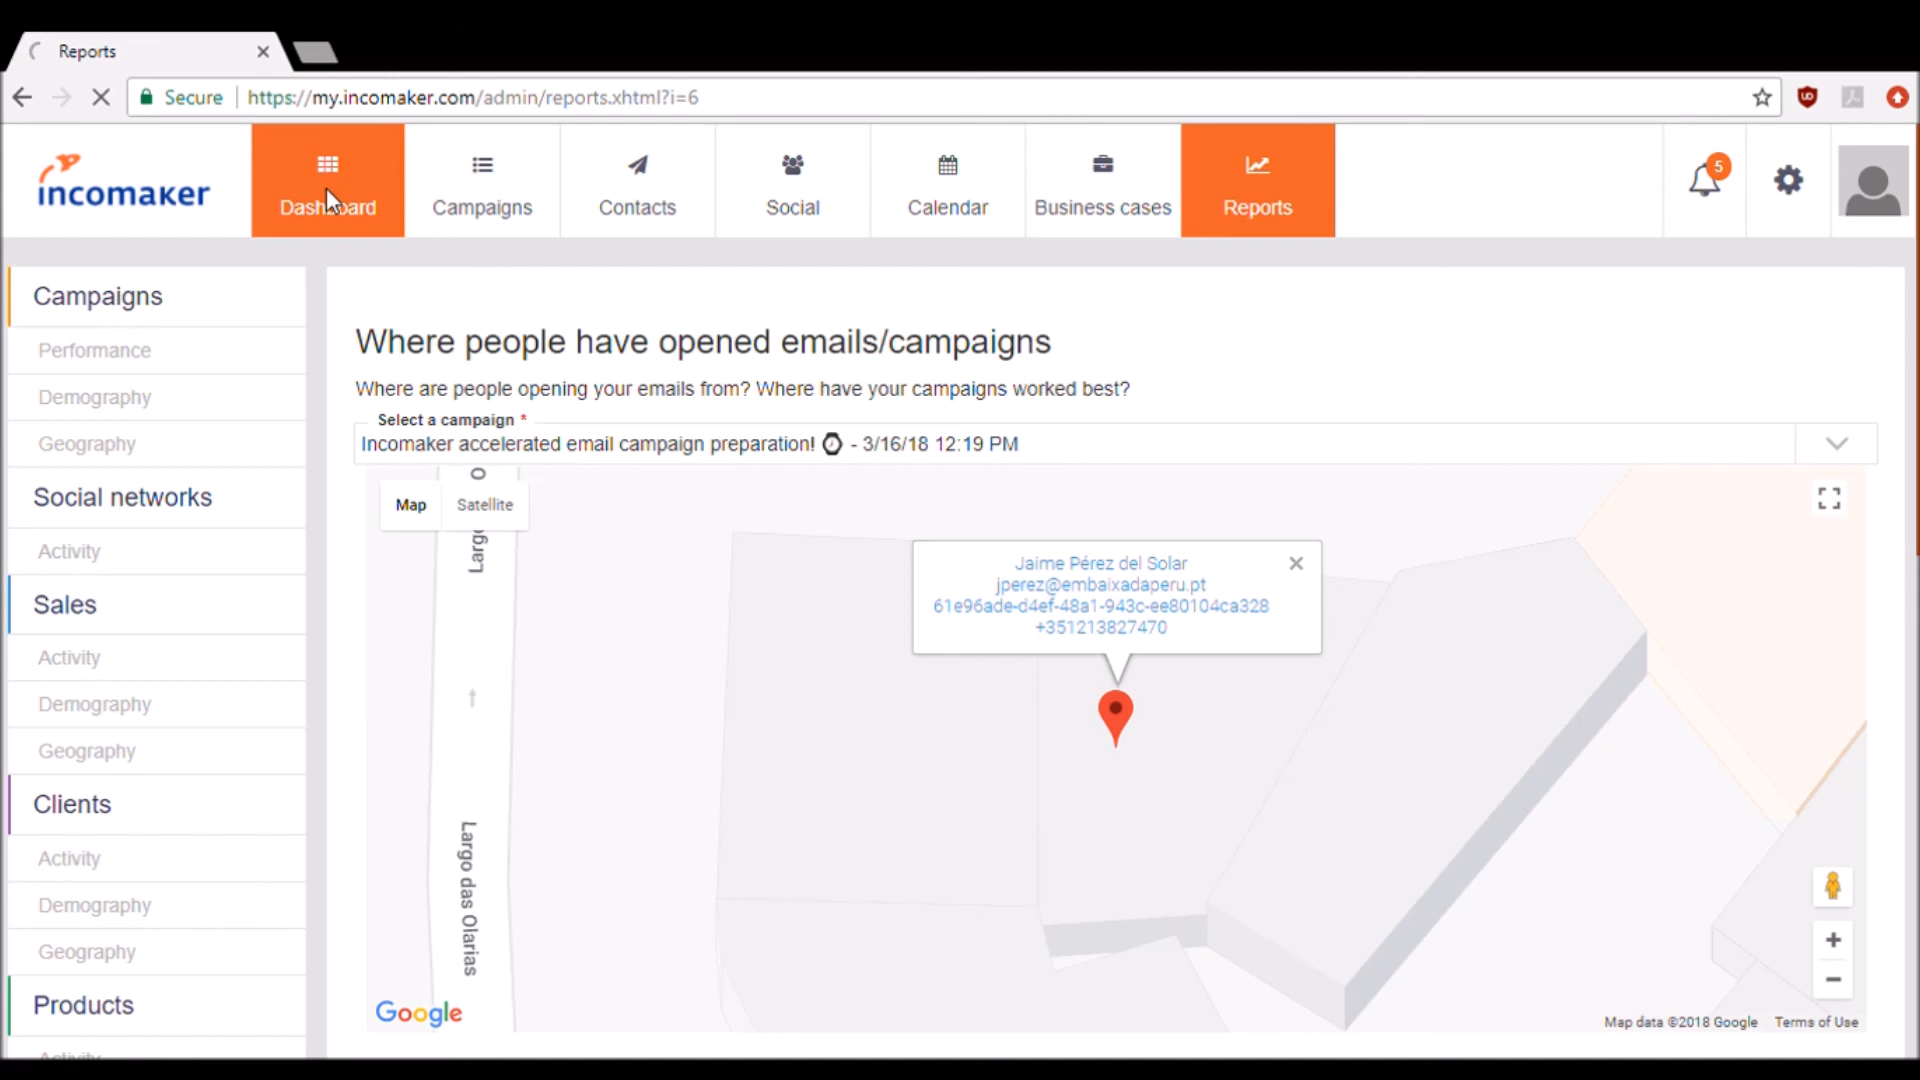 Reports
Secure
https://my.incomaker.com/admin/reports.xhtml?i=6
incomaker
Dashboard
Campaigns
Contacts
Social
Calendar
Business cases
Reports
5
Campaigns
Performance
Demography
Geography
Social networks
Activity
Sales
Activity
Demography
Geography
Clients
Activity
Demography
Geography
Products
Activity
Where people have opened emails/campaigns
Where are people opening your emails from? Where have your campaigns worked best?
Select a campaign *
Incomaker accelerated email campaign preparation! - 3/16/18 12:19 PM
Map
Satellite
Jaime Pérez del Solar
jperez@embaixadaperu.pt
61e96ade-d4ef-48a1-943c-ee80104ca328
+351213827470
Largo das Olarias
Google
Map data ©2018 Google
Terms of Use